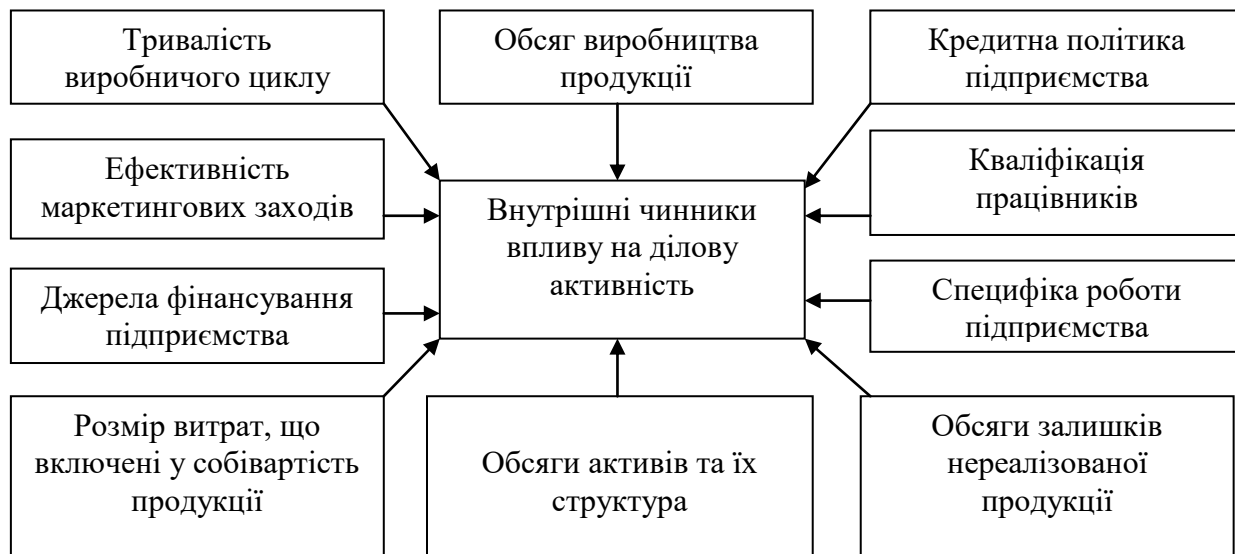 Тривалість
виробничого циклу
Обсяг виробництва
продукції
Кредитна політика
підприємства
Ефективність
маркетингових заходів
Внутрішні чинники
впливу на ділову
активність
Кваліфікація
працівників
Джерела фінансування
підприємства
Специфіка роботи
підприємства
Розмір витрат, що
включені у собівартість
продукції
Обсяги активів та їх
структура
Обсяги залишків
нереалізованої
продукції